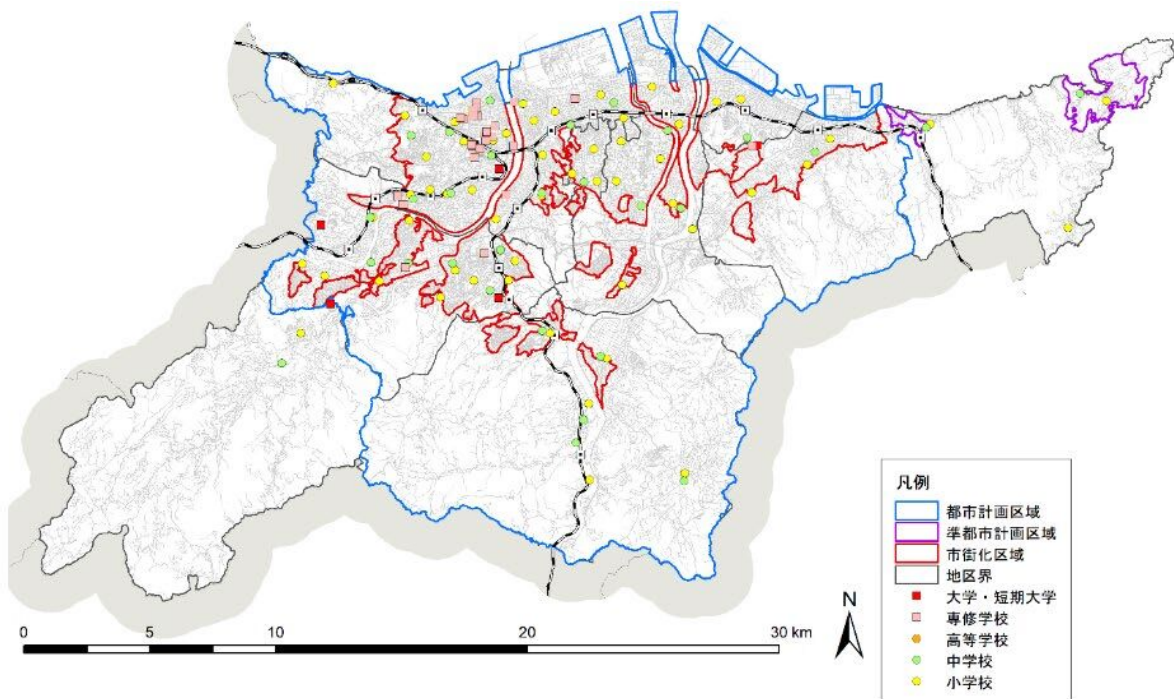 凡例
都市計画区域
準都市計画区域
市街化区域
地区界
大学・短期大学
専修学校
高等学校
中学校
小学校
N
0 5 10 20 30 km